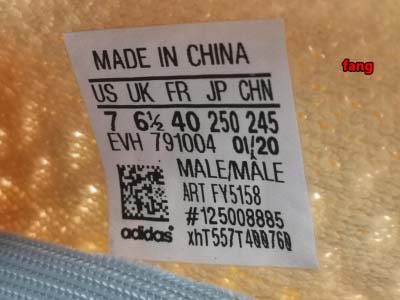 MADE IN CHINA
US UK FR JP CHN
7 6½ 40 250 245
EVH 791004 01/20
MALE/MÂLE
ART FY5158
#125008885
adidas xhT557T400760
fang